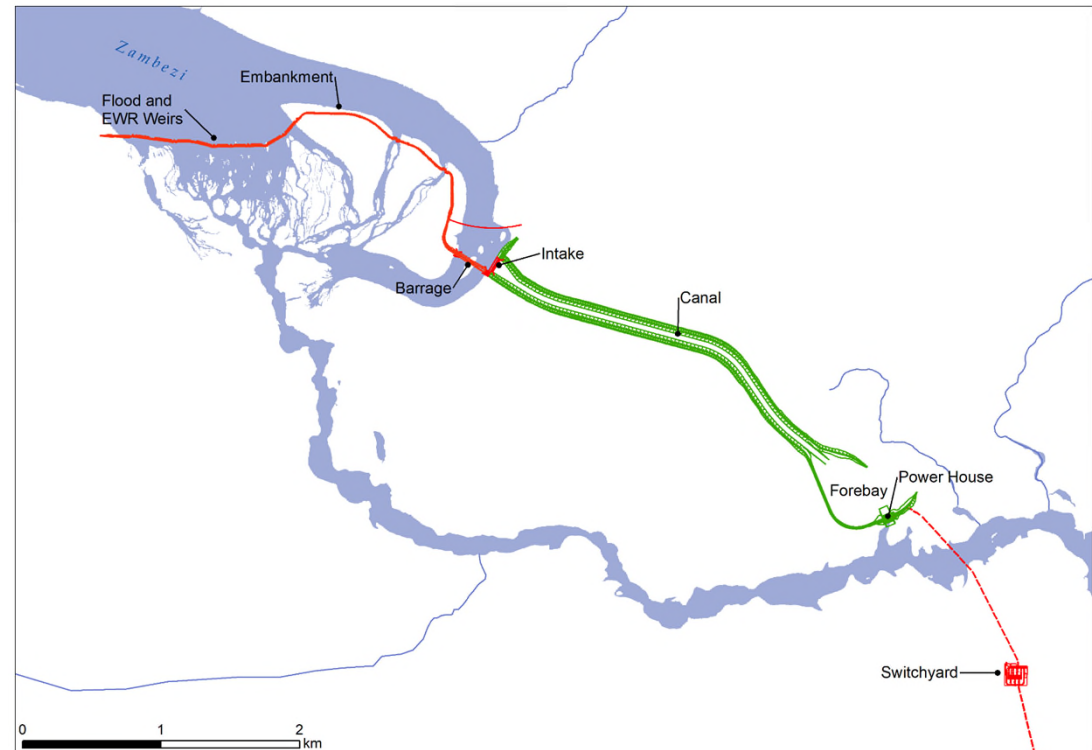 Zambezi
Embankment
Flood and
EWR Weirs
Intake
Barrage
Canal
Forebay
Power House
Switchyard
0 1 2
km